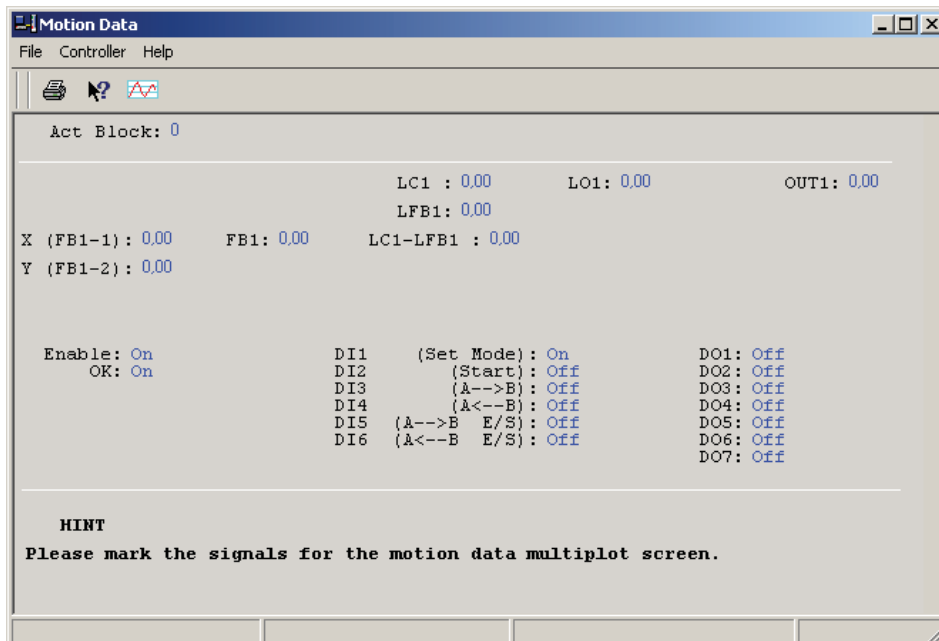 Motion Data
File Controller Help
Act Block: 0
LC1 : 0,00 LO1: 0,00 OUT1: 0,00
LFB1: 0,00
X (FB1-1): 0,00 FB1: 0,00 LC1-LFB1 : 0,00
Y (FB1-2): 0,00
Enable: On DI1 (Set Mode): On DO1: Off
OK: On DI2 (Start): Off DO2: Off
DI3 (A-->B): Off DO3: Off
DI4 (A<--B): Off DO4: Off
DI5 (A-->B E/S): Off DO5: Off
DI6 (A<--B E/S): Off DO6: Off
DO7: Off
HINT
Please mark the signals for the motion data multiplot screen.